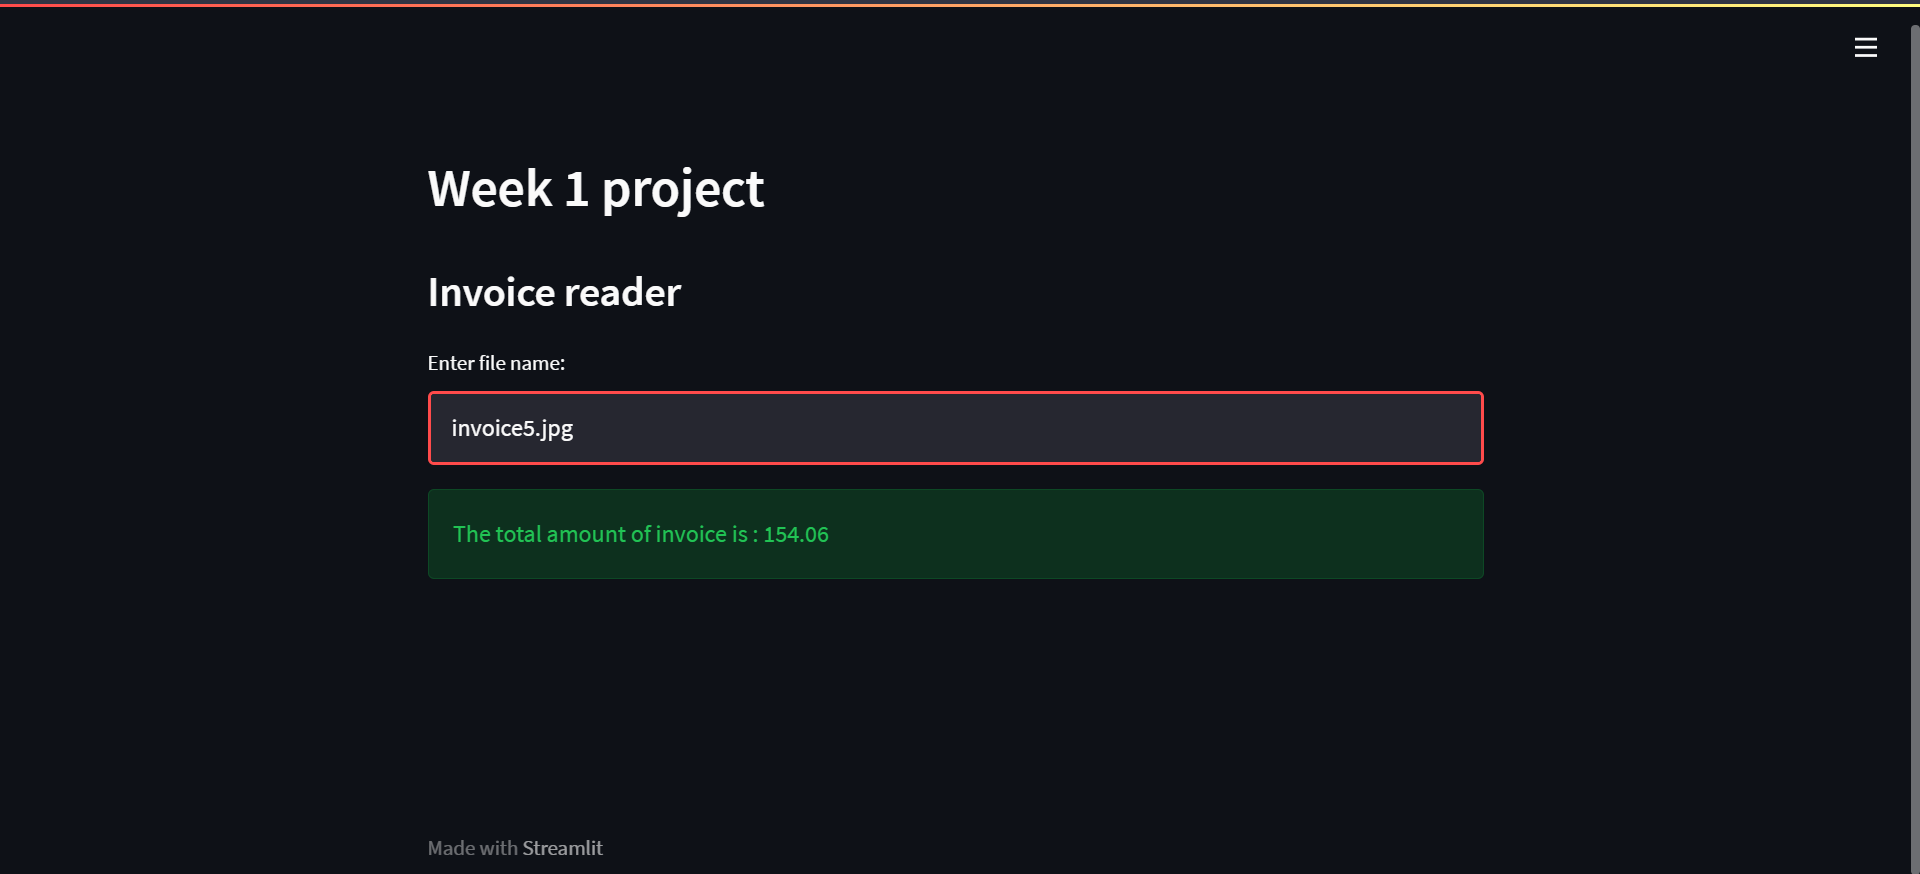 Week 1 project
Invoice reader
Enter file name:
invoice5.jpg
The total amount of invoice is : 154.06
Made with Streamlit